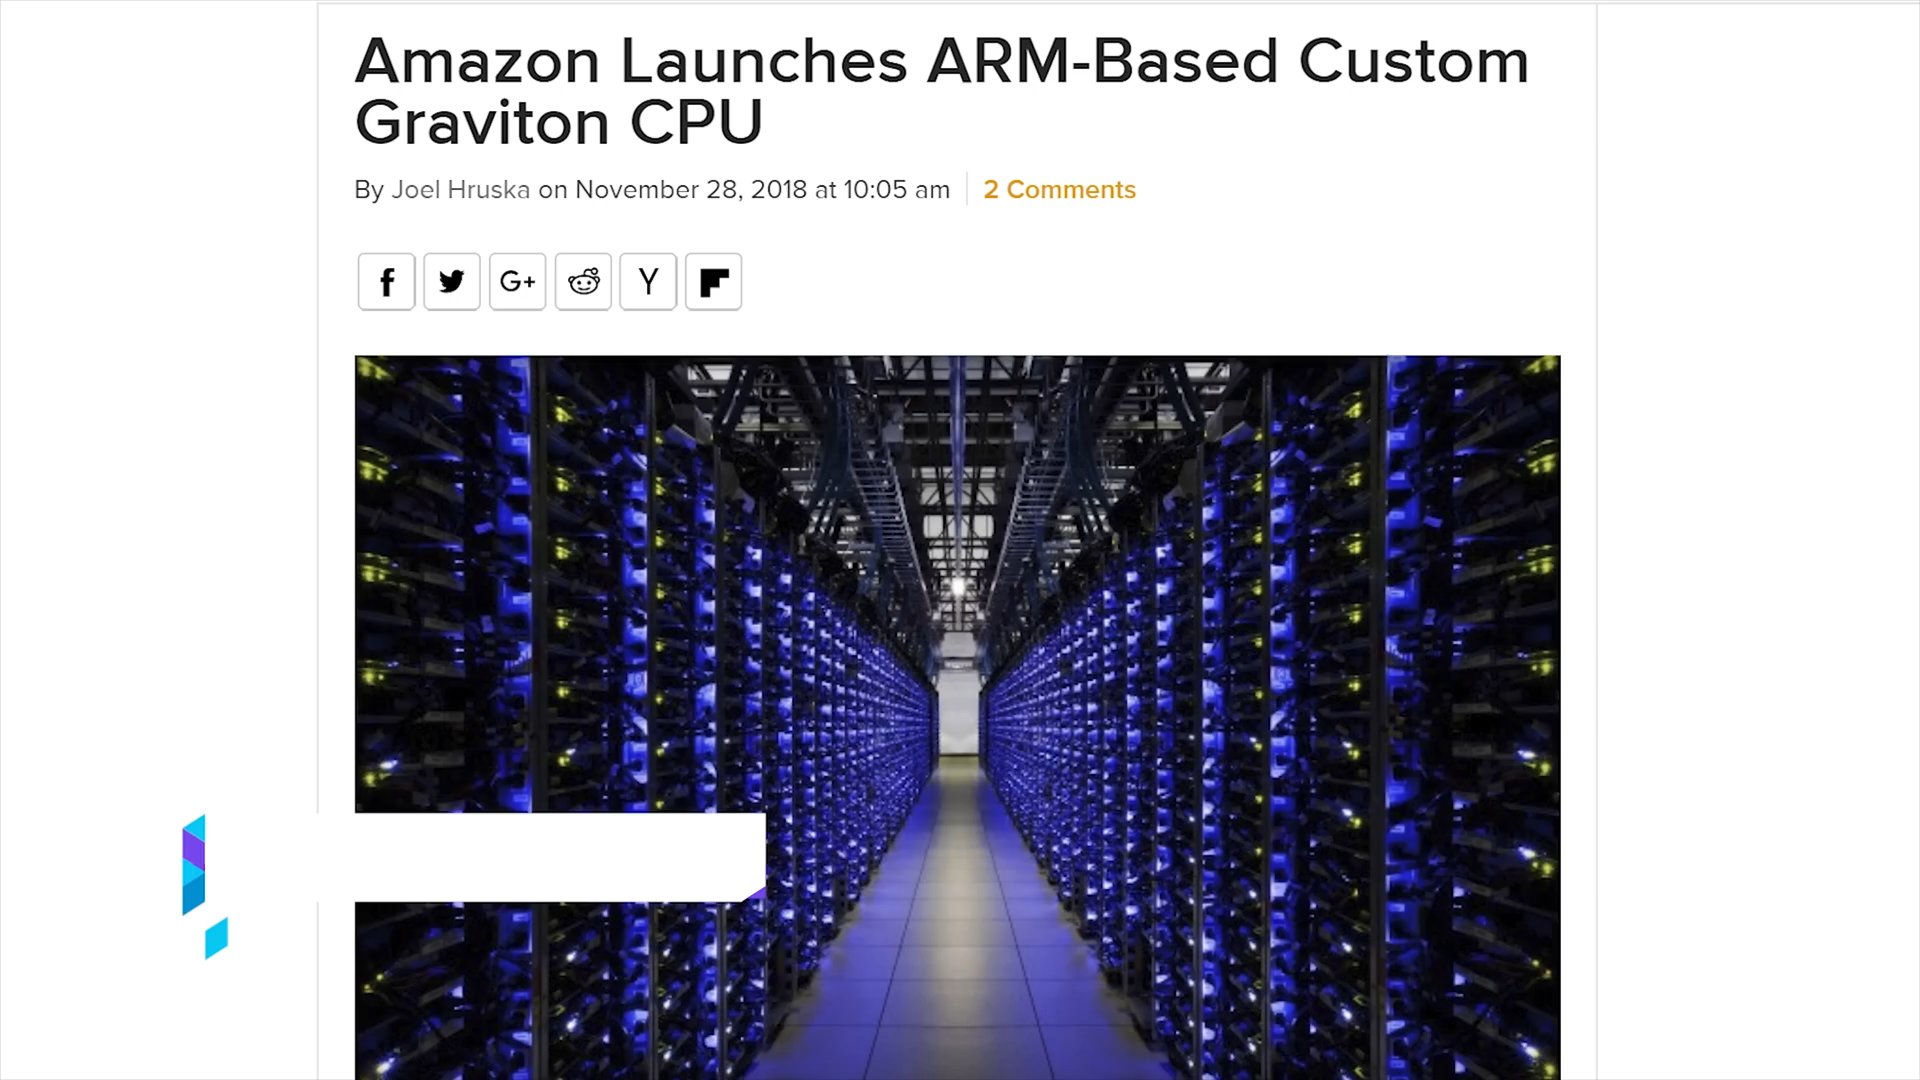 Amazon Launches ARM-Based Custom
Graviton CPU
By Joel Hruska on November 28, 2018 at 10:05 am
2 Comments
f
G+
Y